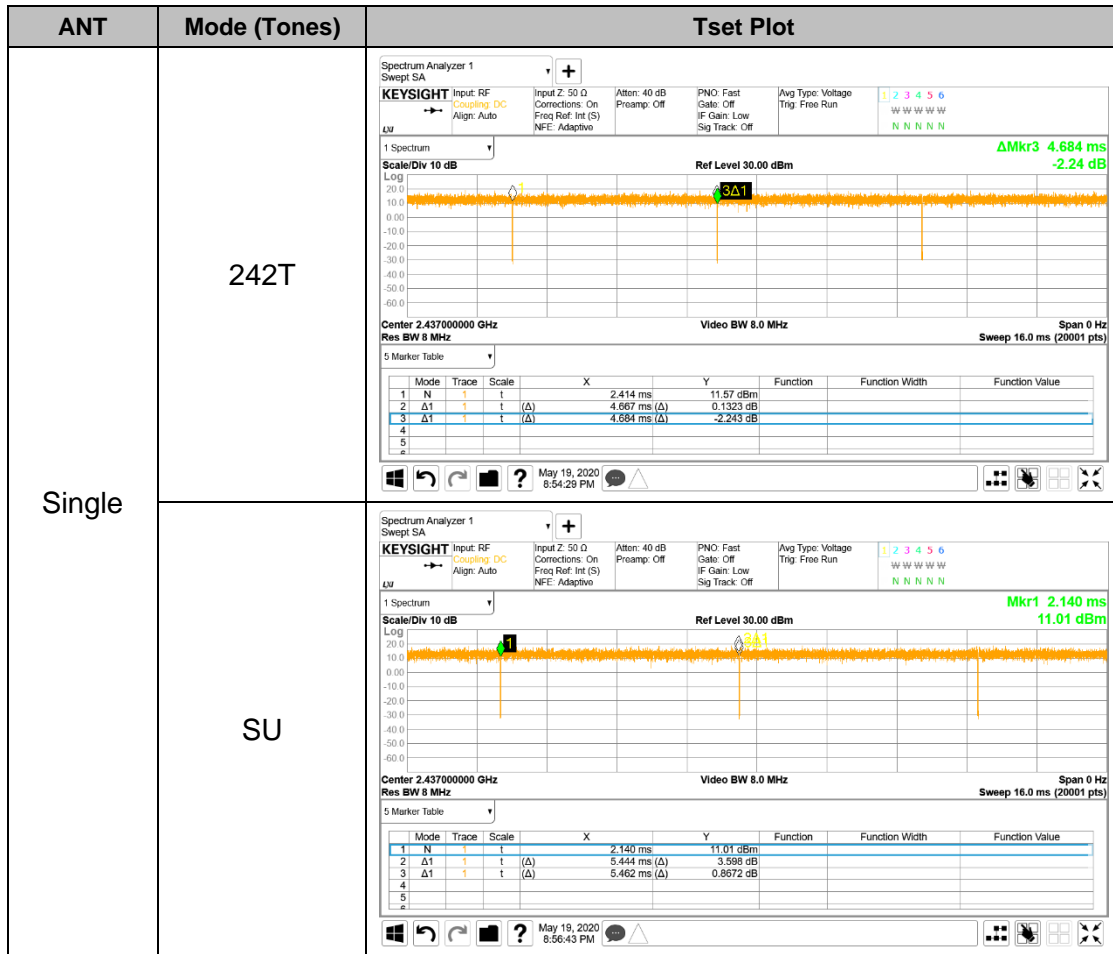 ANT Mode (Tones) Tset Plot
Single
242T
Spectrum Analyzer 1
Swept SA
+
KEYSIGHT Input: RF Input Z: 50 Ω Atten: 40 dB PNO: Fast Avg Type: Voltage 1 2 3 4 5 6
Coupling: DC Corrections: On Preamp: Off Gate: Off Trig: Free Run W W W W W
Align: Auto Freq Ref: Int (S) IF Gain: Low
NFE: Adaptive Sig Track: Off N N N N N
1 Spectrum ΔMkr3 4.684 ms
Scale/Div 10 dB Ref Level 30.00 dBm -2.24 dB
Log
20.0
10.0
0.00
-10.0
-20.0
-30.0
-40.0
-50.0
-60.0
1 3Δ1
Center 2.437000000 GHz Video BW 8.0 MHz Span 0 Hz
Res BW 8 MHz Sweep 16.0 ms (20001 pts)
5 Marker Table
Mode Trace Scale X Y Function Function Width Function Value
1 N 1 t 2.414 ms 11.57 dBm
2 Δ1 1 t (Δ) 4.667 ms (Δ) 0.1323 dB
3 Δ1 1 t (Δ) 4.684 ms (Δ) -2.243 dB
4
5
? May 19, 2020
8:54:29 PM
SU
Spectrum Analyzer 1
Swept SA
+
KEYSIGHT Input: RF Input Z: 50 Ω Atten: 40 dB PNO: Fast Avg Type: Voltage 1 2 3 4 5 6
Coupling: DC Corrections: On Preamp: Off Gate: Off Trig: Free Run W W W W W
Align: Auto Freq Ref: Int (S) IF Gain: Low
NFE: Adaptive Sig Track: Off N N N N N
1 Spectrum Mkr1 2.140 ms
Scale/Div 10 dB Ref Level 30.00 dBm 11.01 dBm
Log
20.0
10.0
0.00
-10.0
-20.0
-30.0
-40.0
-50.0
-60.0
1
Center 2.437000000 GHz Video BW 8.0 MHz Span 0 Hz
Res BW 8 MHz Sweep 16.0 ms (20001 pts)
5 Marker Table
Mode Trace Scale X Y Function Function Width Function Value
1 N 1 t 2.140 ms 11.01 dBm
2 Δ1 1 t (Δ) 5.444 ms (Δ) 3.598 dB
3 Δ1 1 t (Δ) 5.462 ms (Δ) 0.8672 dB
4
5
? May 19, 2020
8:56:43 PM